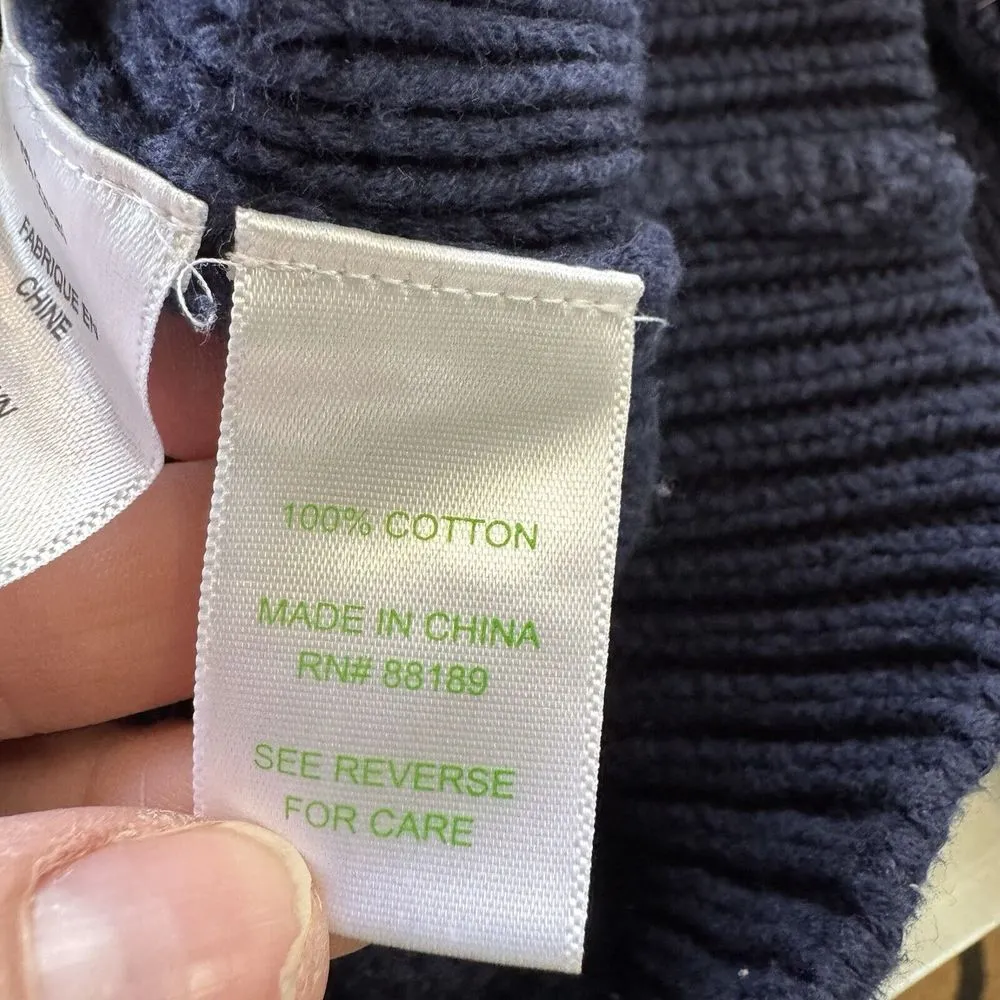 FABRIQUE EN
CHINE
100% COTTON
MADE IN CHINA
RN# 88189
SEE REVERSE
FOR CARE